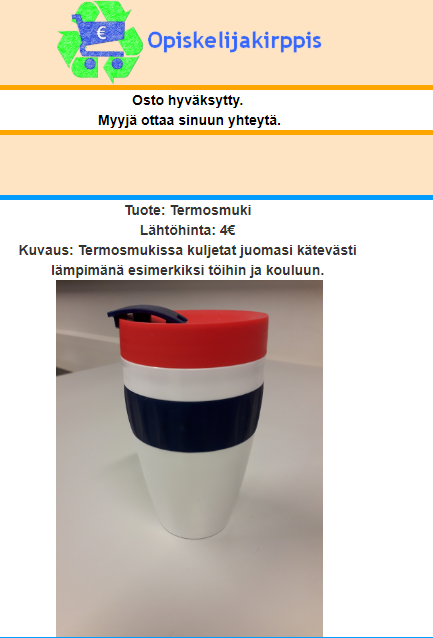 €
Opiskelijakirppis
Osto hyväksytty.
Myyjä ottaa sinuun yhteytä.
Tuote: Termosmuki
Lähtöhinta: 4€
Kuvaus: Termosmukissa kuljetat juomasi kätevästi
lämpimänä esimerkiksi töihin ja kouluun.